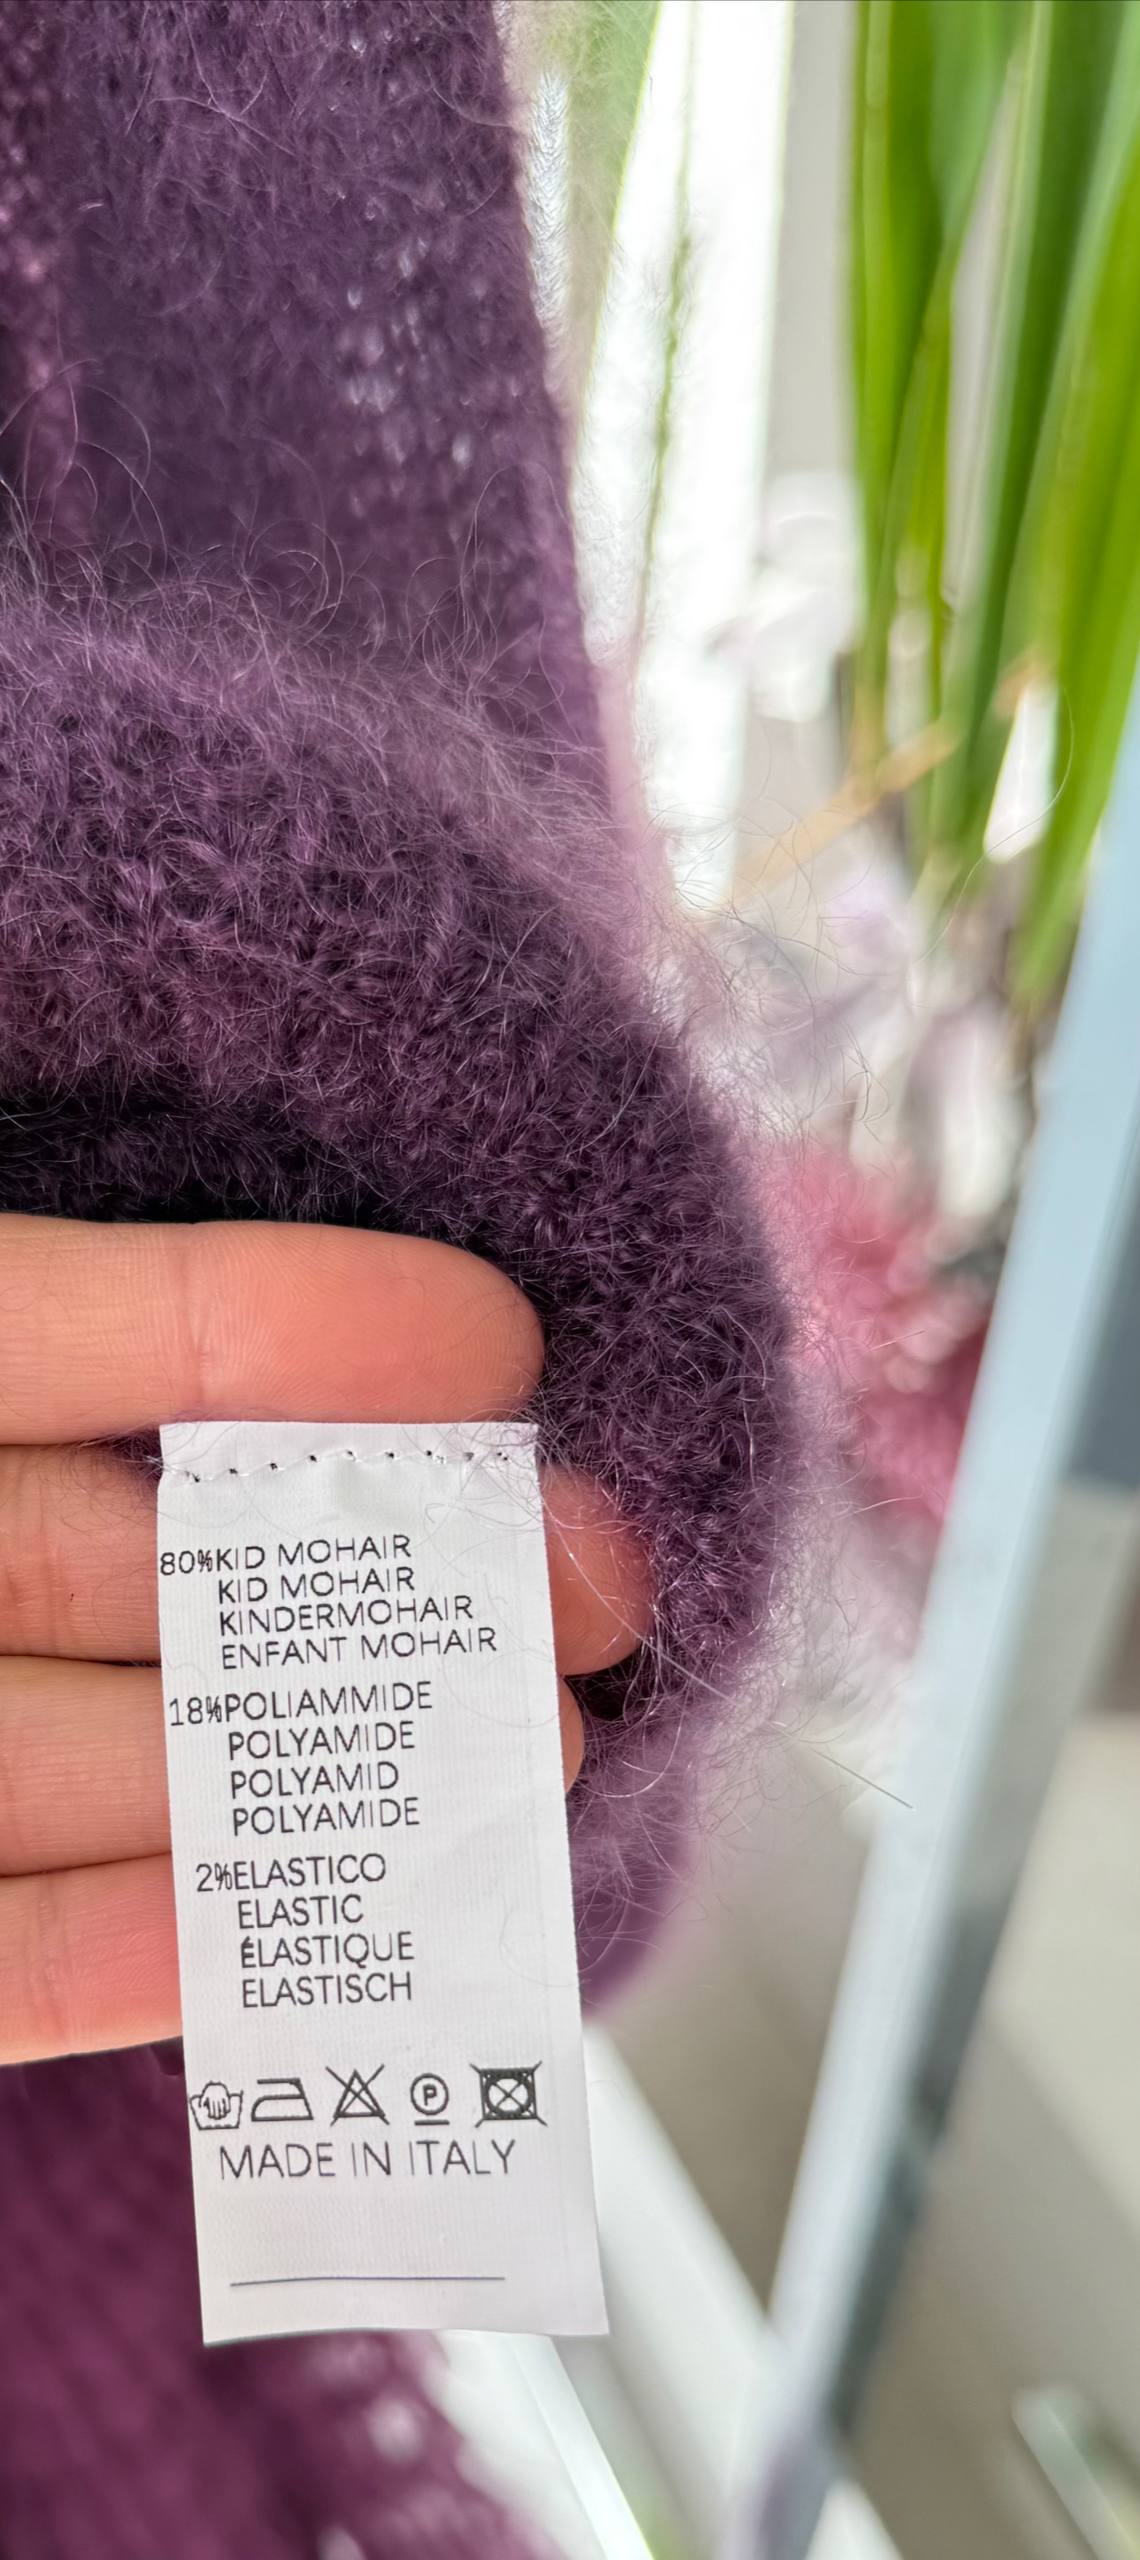 80%KID MOHAIR
KID MOHAIR
KINDERMOHAIR
ENFANT MOHAIR
18%POLIAMMIDE
POLYAMIDE
POLYAMID
POLYAMIDE
2%ELASTICO
ELASTIC
ÉLASTIQUE
ELASTISCH
P
MADE IN ITALY